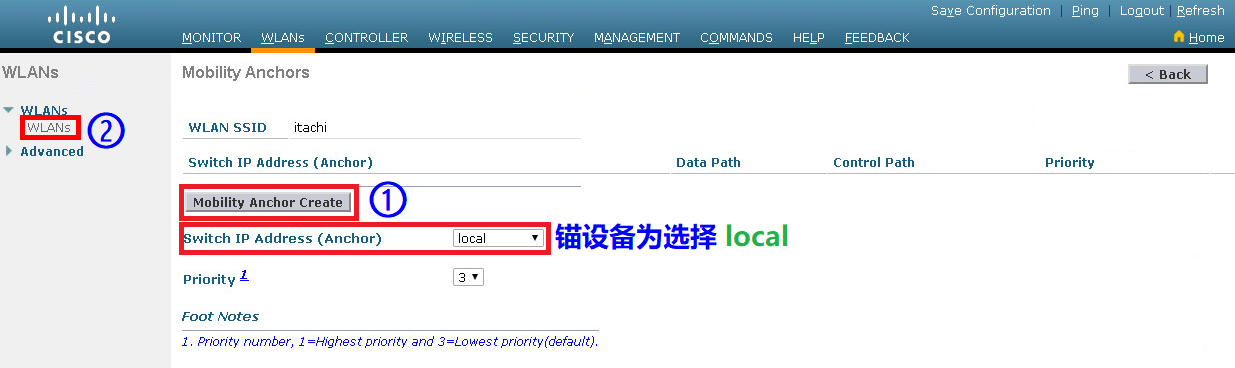 Save Configuration | Ping | Logout | Refresh
CISCO
MONITOR WLANs CONTROLLER WIRELESS SECURITY MANAGEMENT COMMANDS HELP FEEDBACK Home
WLANs
Mobility Anchors
< Back
WLANs
WLANs ②
Advanced
WLAN SSID itachi
Switch IP Address (Anchor) Data Path Control Path Priority
Mobility Anchor Create ①
Switch IP Address (Anchor) local 锚设备为选择 local
Priority 1 3
Foot Notes
1. Priority number, 1=Highest priority and 3=Lowest priority(default).